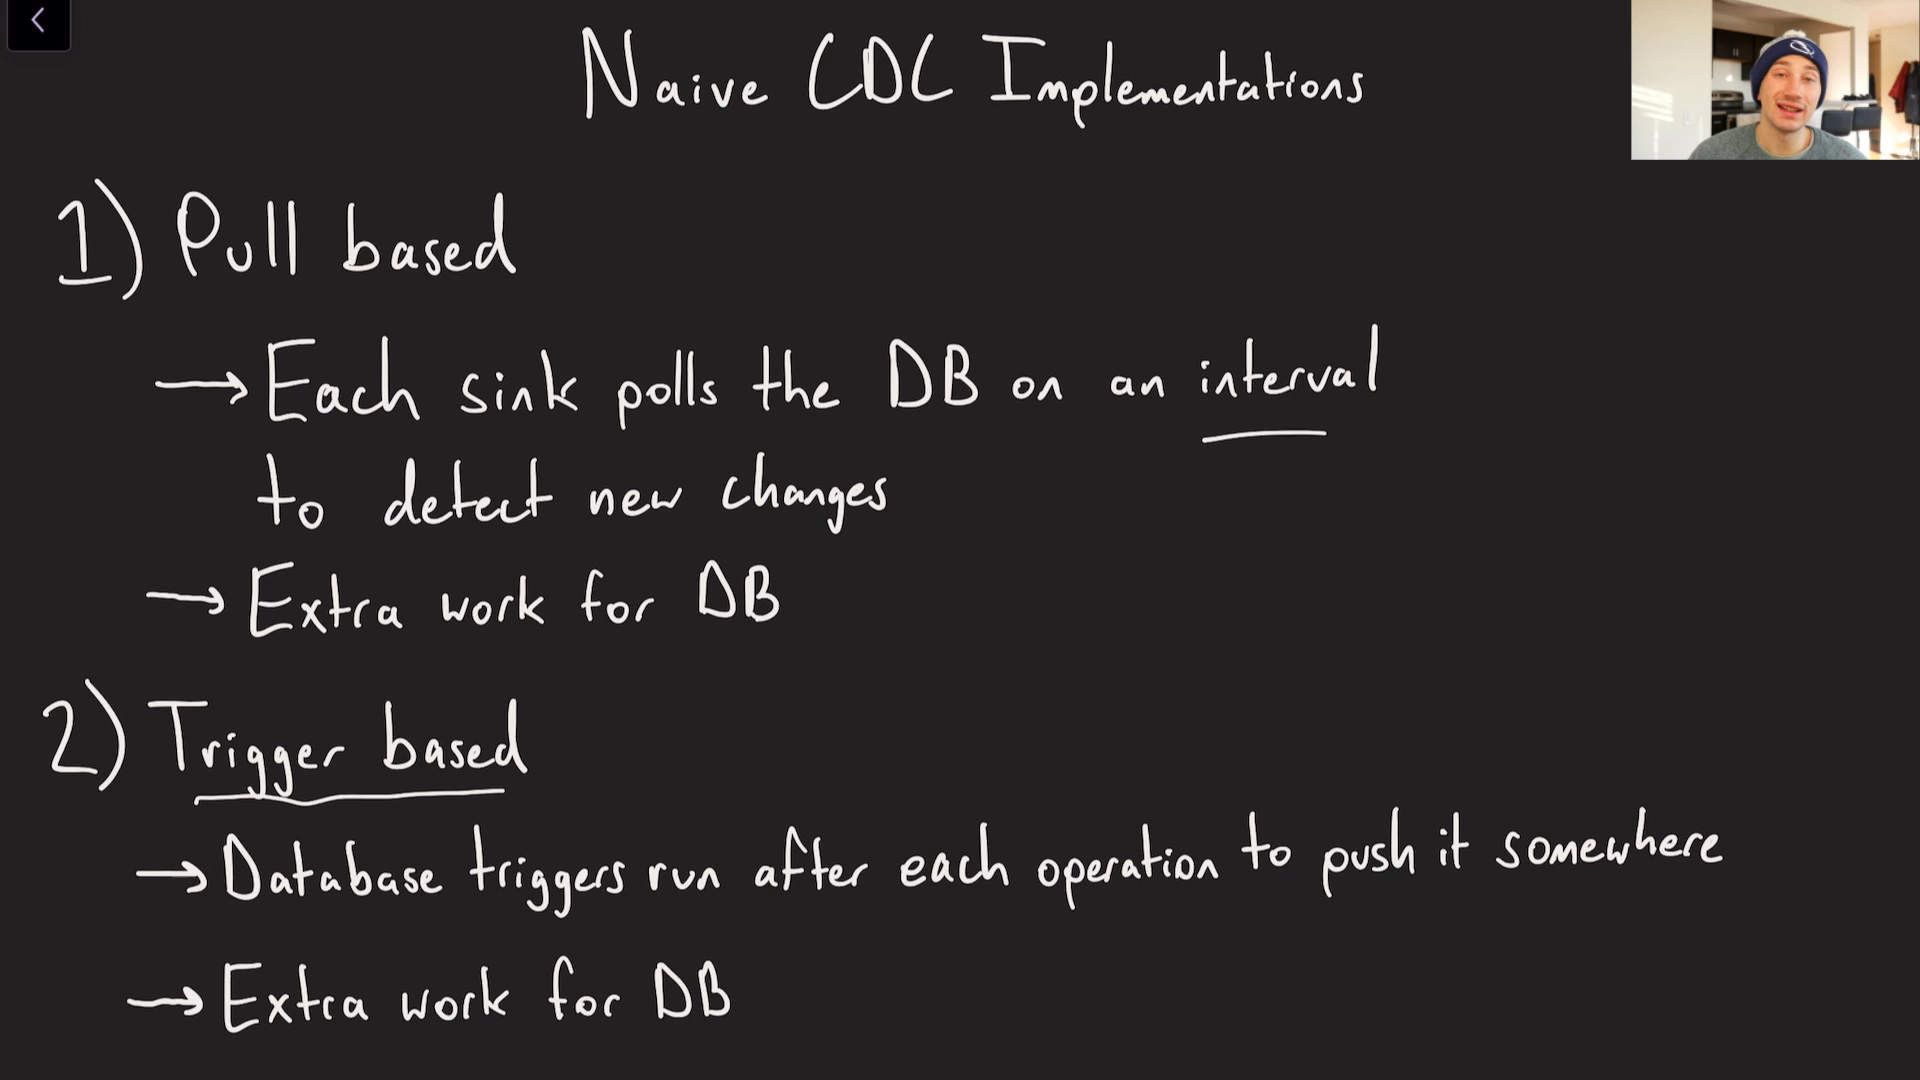 Naive CDC Implementations
1) Pull based
→ Each sink polls the DB on an interval
to detect new changes
→ Extra work for DB
2) Trigger based
→ Database triggers run after each operation to push it somewhere
→ Extra work for DB